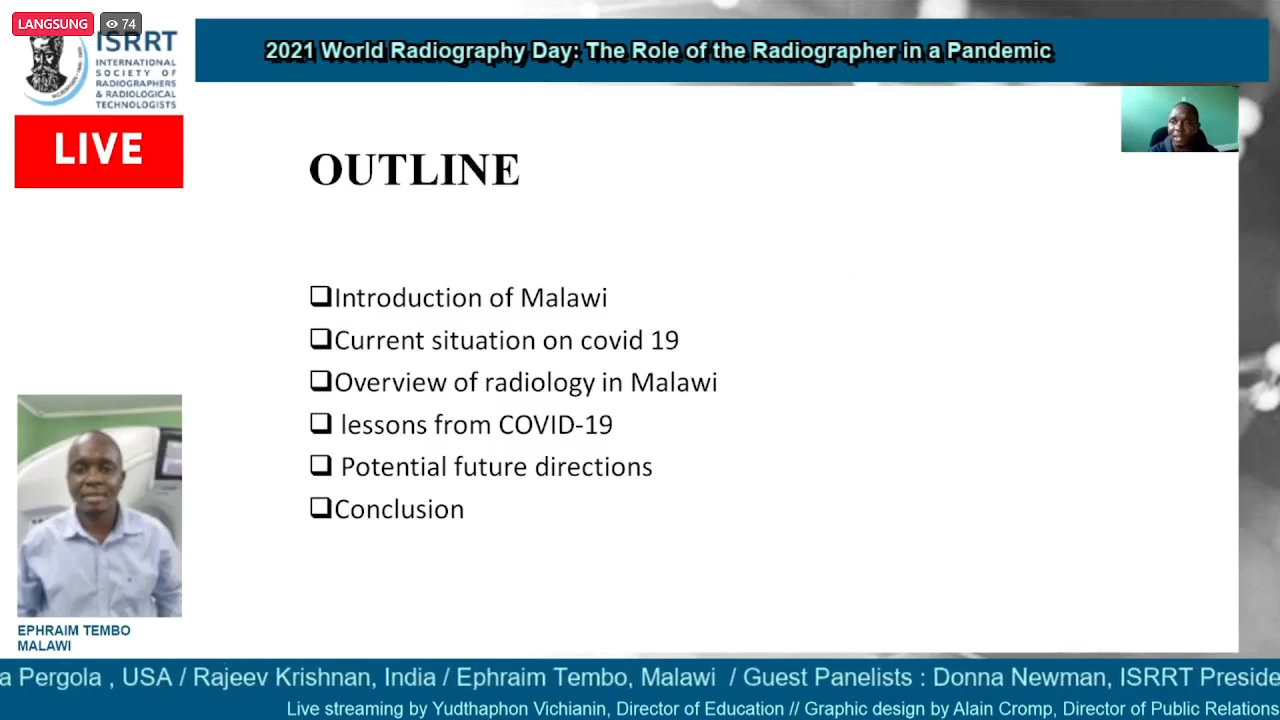 LANGSUNG
74
ISRRT
INTERNATIONAL
SOCIETY OF
RADIOGRAPHERS
& RADIOLOGICAL
TECHNOLOGISTS
2021 World Radiography Day: The Role of the Radiographer in a Pandemic
LIVE
OUTLINE
Introduction of Malawi
Current situation on covid 19
Overview of radiology in Malawi
lessons from COVID-19
Potential future directions
Conclusion
EPHRAIM TEMBO
MALAWI
a Pergola , USA / Rajeev Krishnan, India / Ephraim Tembo, Malawi / Guest Panelists : Donna Newman, ISRRT Preside
Live streaming by Yudthaphon Vichianin, Director of Education // Graphic design by Alain Cromp, Director of Public Relations